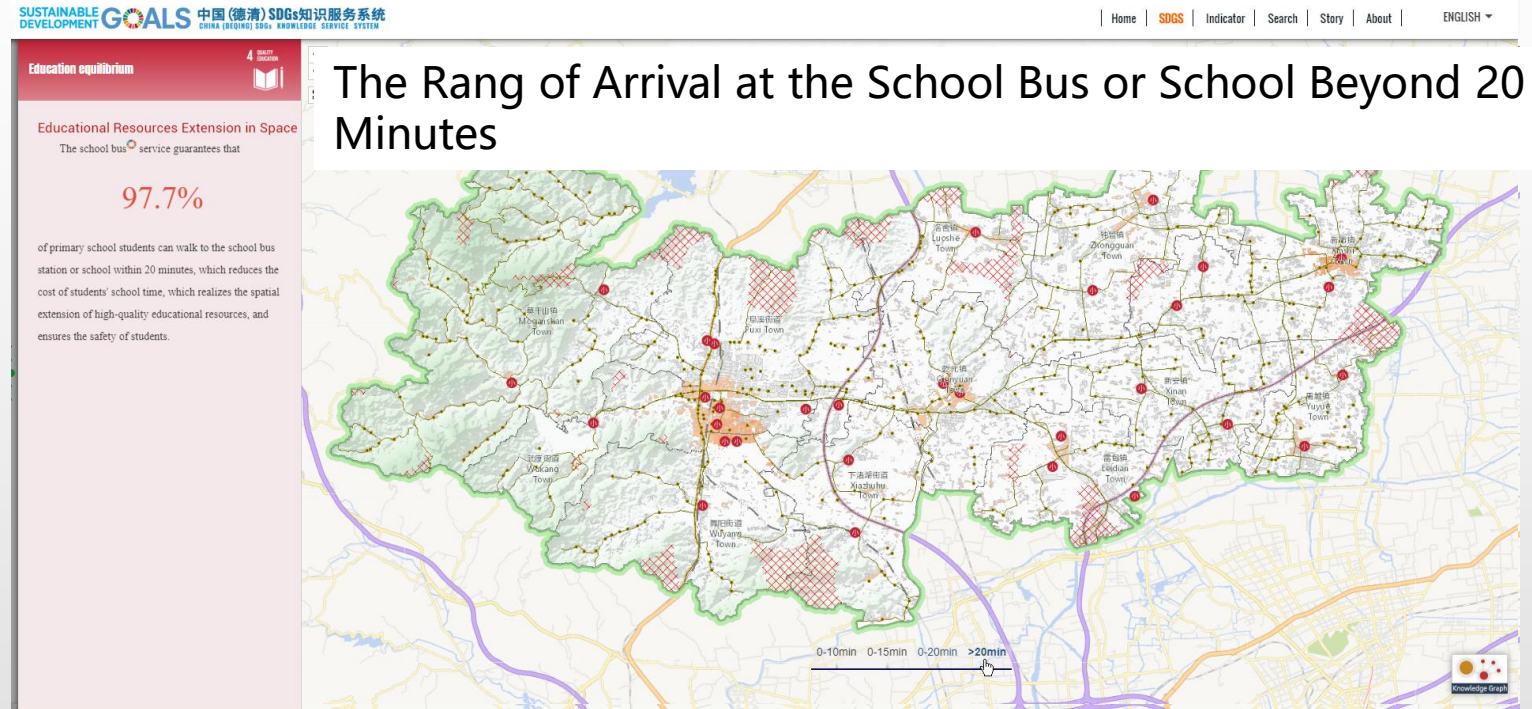 SUSTAINABLE DEVELOPMENT GOALS 中国(德清)SDGs知识服务系统
CHINA (DEQING) SDGs KNOWLEDGE SERVICE SYSTEM
Home | SDGS | Indicator | Search | Story | About | ENGLISH
Education equilibrium
4 QUALITY EDUCATION
The Rang of Arrival at the School Bus or School Beyond 20
Minutes
Educational Resources Extension in Space
The school bus service guarantees that
97.7%
of primary school students can walk to the school bus
station or school within 20 minutes, which reduces the
cost of students' school time, which realizes the spatial
extension of high-quality educational resources, and
ensures the safety of students.
洛舍镇
Luoshe
Town
钟管镇
Zhongguan
Town
小
莫干山镇
Moganshan
Town
阜溪街道
Fuxi Town
乾元镇
新安镇
Xinan
Town
禹越镇
Yuyue
Town
武康街道
Wukang
Town
下渚湖街道
Xiazhuhu
Town
雷甸镇
Leidian
Town
舞阳街道
Wuyang
Town
0-10min 0-15min 0-20min >20min
Knowledge Graph